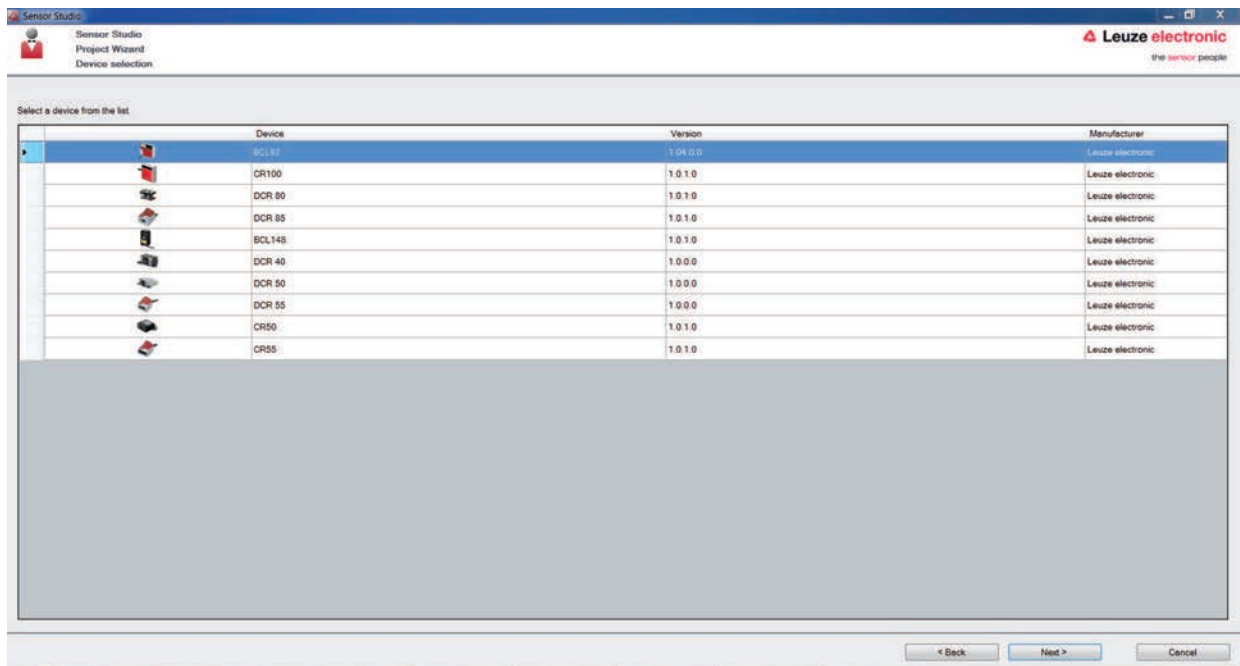 Sensor Studio
Sensor Studio
Project Wizard
Device selection
Leuze electronic
the sensor people
Select a device from the list
Device Version Manufacturer
BCL92 1.04.0.0 Leuze electronic
CR100 1.0.1.0 Leuze electronic
DCR 80 1.0.1.0 Leuze electronic
DCR 85 1.0.1.0 Leuze electronic
BCL148 1.0.1.0 Leuze electronic
DCR 40 1.0.0.0 Leuze electronic
DCR 50 1.0.0.0 Leuze electronic
DCR 55 1.0.0.0 Leuze electronic
CR50 1.0.1.0 Leuze electronic
CR55 1.0.1.0 Leuze electronic
< Back Next > Cancel